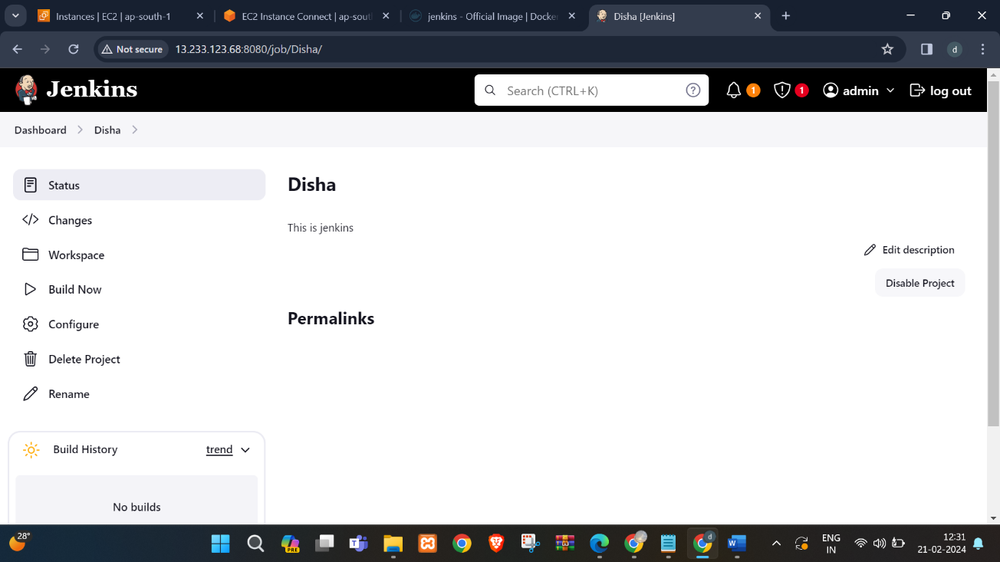 Instances | EC2 | ap-south-1
EC2 Instance Connect | ap-sout
jenkins - Official Image | Docker
Disha [Jenkins]
Not secure
13.233.123.68:8080/job/Disha/
d
Jenkins
Search (CTRL+K)
1
1
admin
log out
Dashboard
Disha
Status
Changes
Workspace
Build Now
Configure
Delete Project
Rename
Disha
This is jenkins
Edit description
Disable Project
Permalinks
Build History
trend
No builds
28°
PRE
d
ENG
IN
12:31
21-02-2024